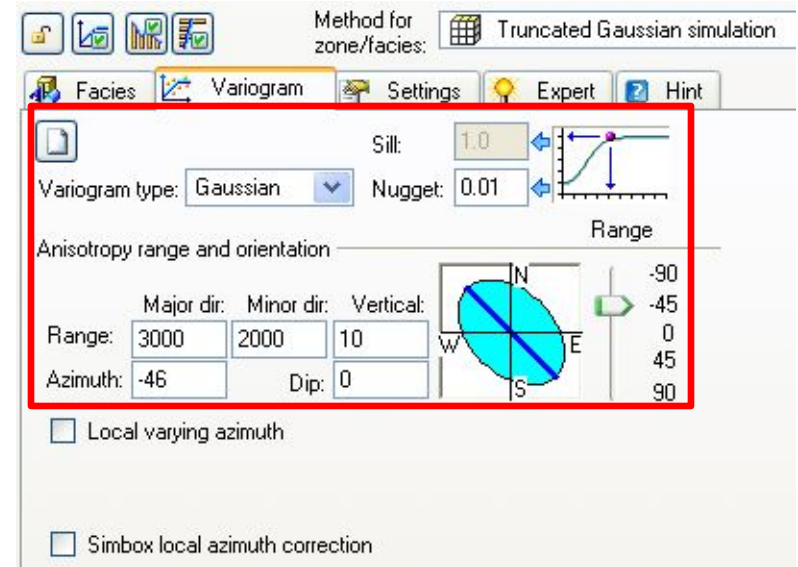 Method for zone/facies: Truncated Gaussian simulation
Facies Variogram Settings Expert Hint
Sill: 1.0
Variogram type: Gaussian Nugget: 0.01
Range
Anisotropy range and orientation
Major dir: Minor dir: Vertical:
Range: 3000 2000 10
Azimuth: -46 Dip: 0
N
W E
S
-90
-45
0
45
90
Local varying azimuth
Simbox local azimuth correction